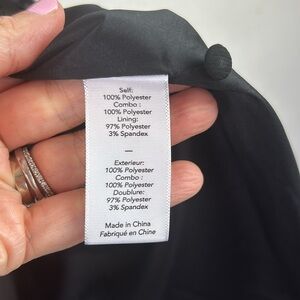 Self:
100% Polyester
Combo :
100% Polyester
Lining:
97% Polyester
3% Spandex
—
Exterieur:
100% Polyester
Combo :
100% Polyester
Doublure:
97% Polyester
3% Spandex
Made in China
Fabriqué en Chine